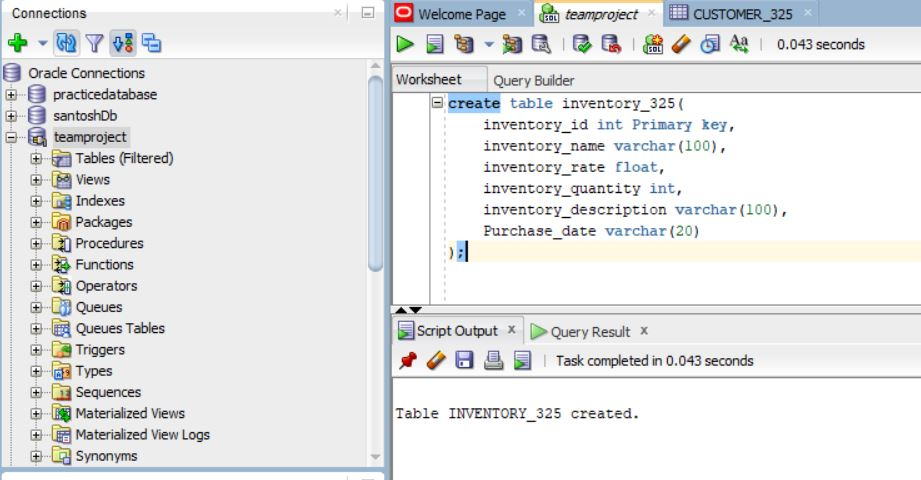 Connections
Oracle Connections
practicedatabase
santoshDb
teamproject
Tables (Filtered)
Views
Indexes
Packages
Procedures
Functions
Operators
Queues
Queues Tables
Triggers
Types
Sequences
Materialized Views
Materialized View Logs
Synonyms
Welcome Page
teamproject
CUSTOMER_325
0.043 seconds
Worksheet
Query Builder
create table inventory_325(
inventory_id int Primary key,
inventory_name varchar(100),
inventory_rate float,
inventory_quantity int,
inventory_description varchar(100),
Purchase_date varchar(20)
);
Script Output
Query Result
Task completed in 0.043 seconds
Table INVENTORY_325 created.